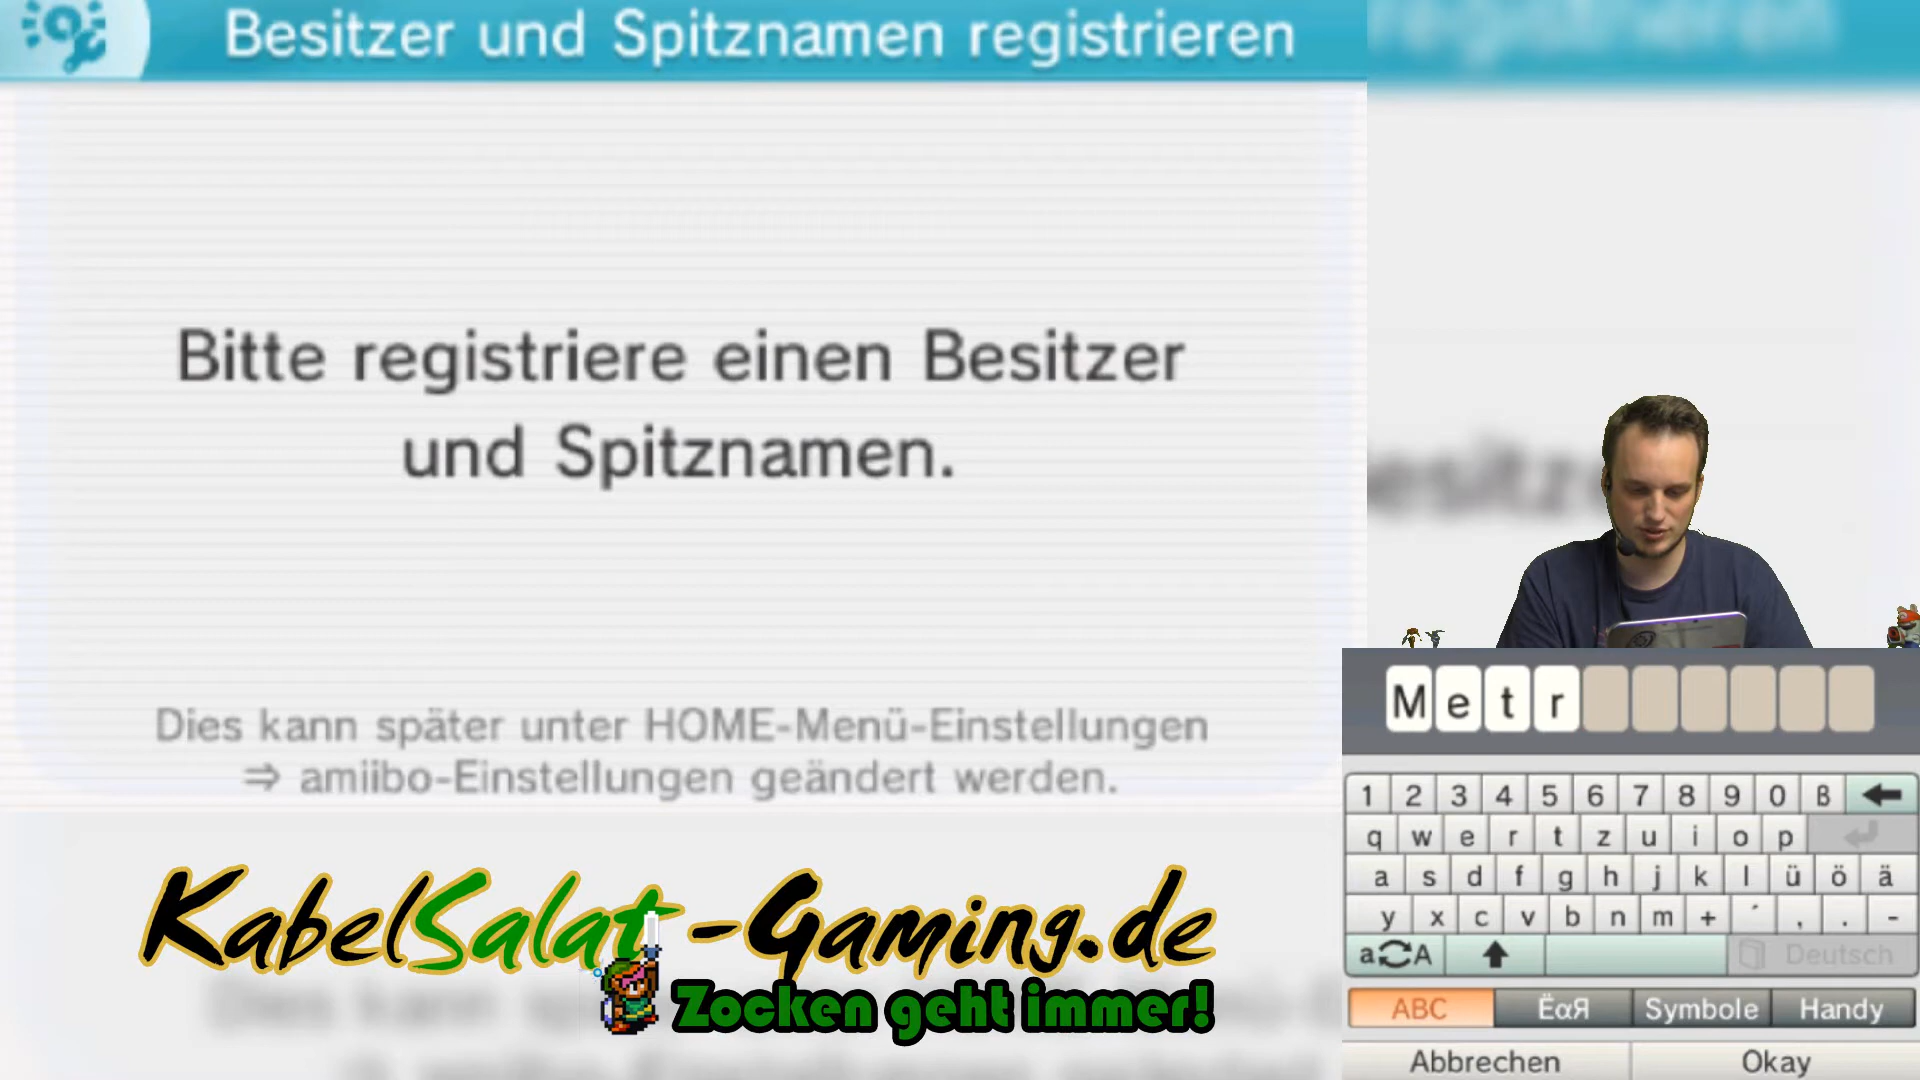 Besitzer und Spitznamen registrieren
registrieren
Bitte registriere einen Besitzer
und Spitznamen.
Dies kann später unter HOME-Menü-Einstellungen
⇒ amiibo-Einstellungen geändert werden.
KabelSalat-Gaming.de
Zocken geht immer!
Metr
1 2 3 4 5 6 7 8 9 0 ß
q w e r t z u i o p
a s d f g h j k l ü ö ä
y x c v b n m + ´ , . -
a A Deutsch
ABC ËαЯ Symbole Handy
Abbrechen Okay